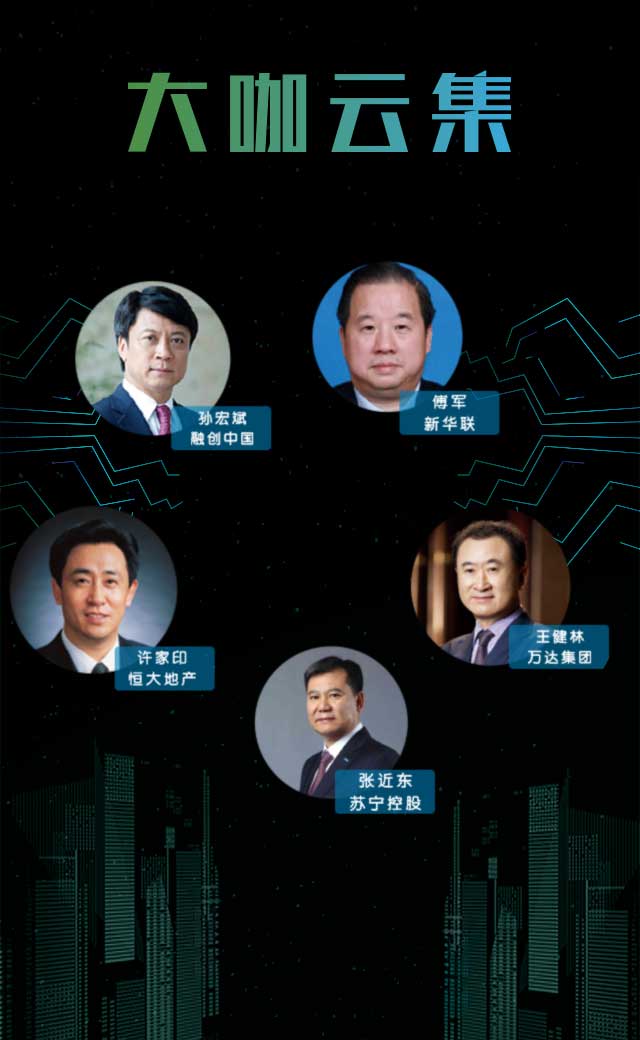 大咖云集
孙宏斌
融创中国
傅军
新华联
许家印
恒大地产
王健林
万达集团
张近东
苏宁控股